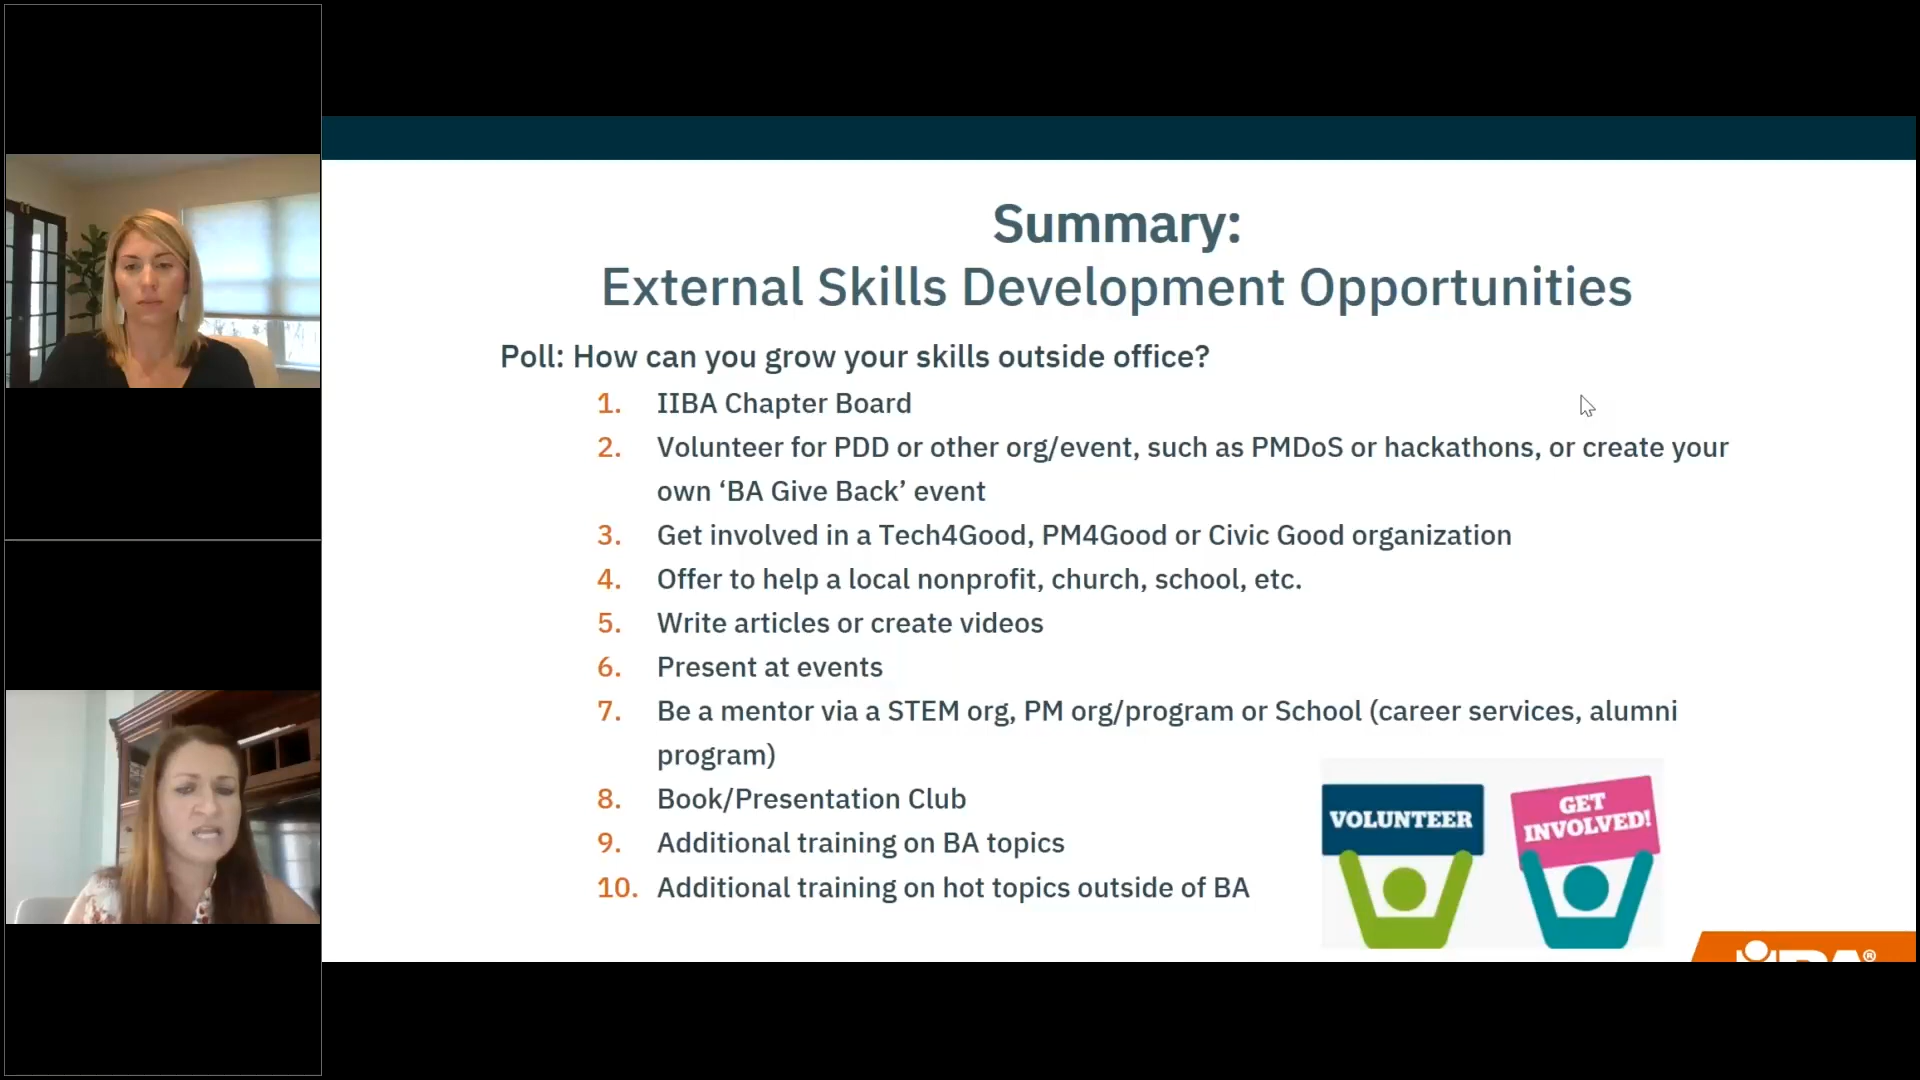 Summary:
External Skills Development Opportunities
Poll: How can you grow your skills outside office?
1. IIBA Chapter Board
2. Volunteer for PDD or other org/event, such as PMDoS or hackathons, or create your
own ‘BA Give Back’ event
3. Get involved in a Tech4Good, PM4Good or Civic Good organization
4. Offer to help a local nonprofit, church, school, etc.
5. Write articles or create videos
6. Present at events
7. Be a mentor via a STEM org, PM org/program or School (career services, alumni
program)
8. Book/Presentation Club
9. Additional training on BA topics
10. Additional training on hot topics outside of BA
VOLUNTEER
GET
INVOLVED!